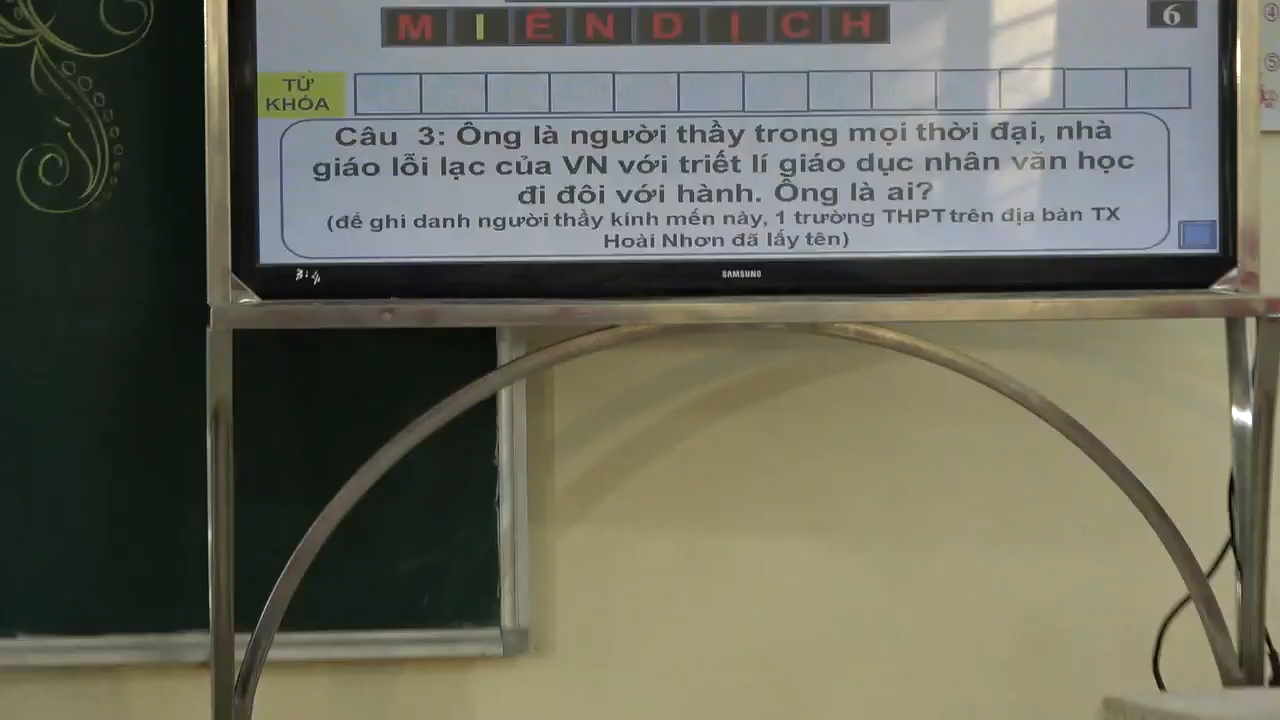 MIỄN DỊCH
6
TỪ
KHÓA
Câu 3: Ông là người thầy trong mọi thời đại, nhà
giáo lỗi lạc của VN với triết lí giáo dục nhân văn học
đi đôi với hành. Ông là ai?
(để ghi danh người thầy kính mến này, 1 trường THPT trên địa bàn TX
Hoài Nhơn đã lấy tên)
SAMSUNG